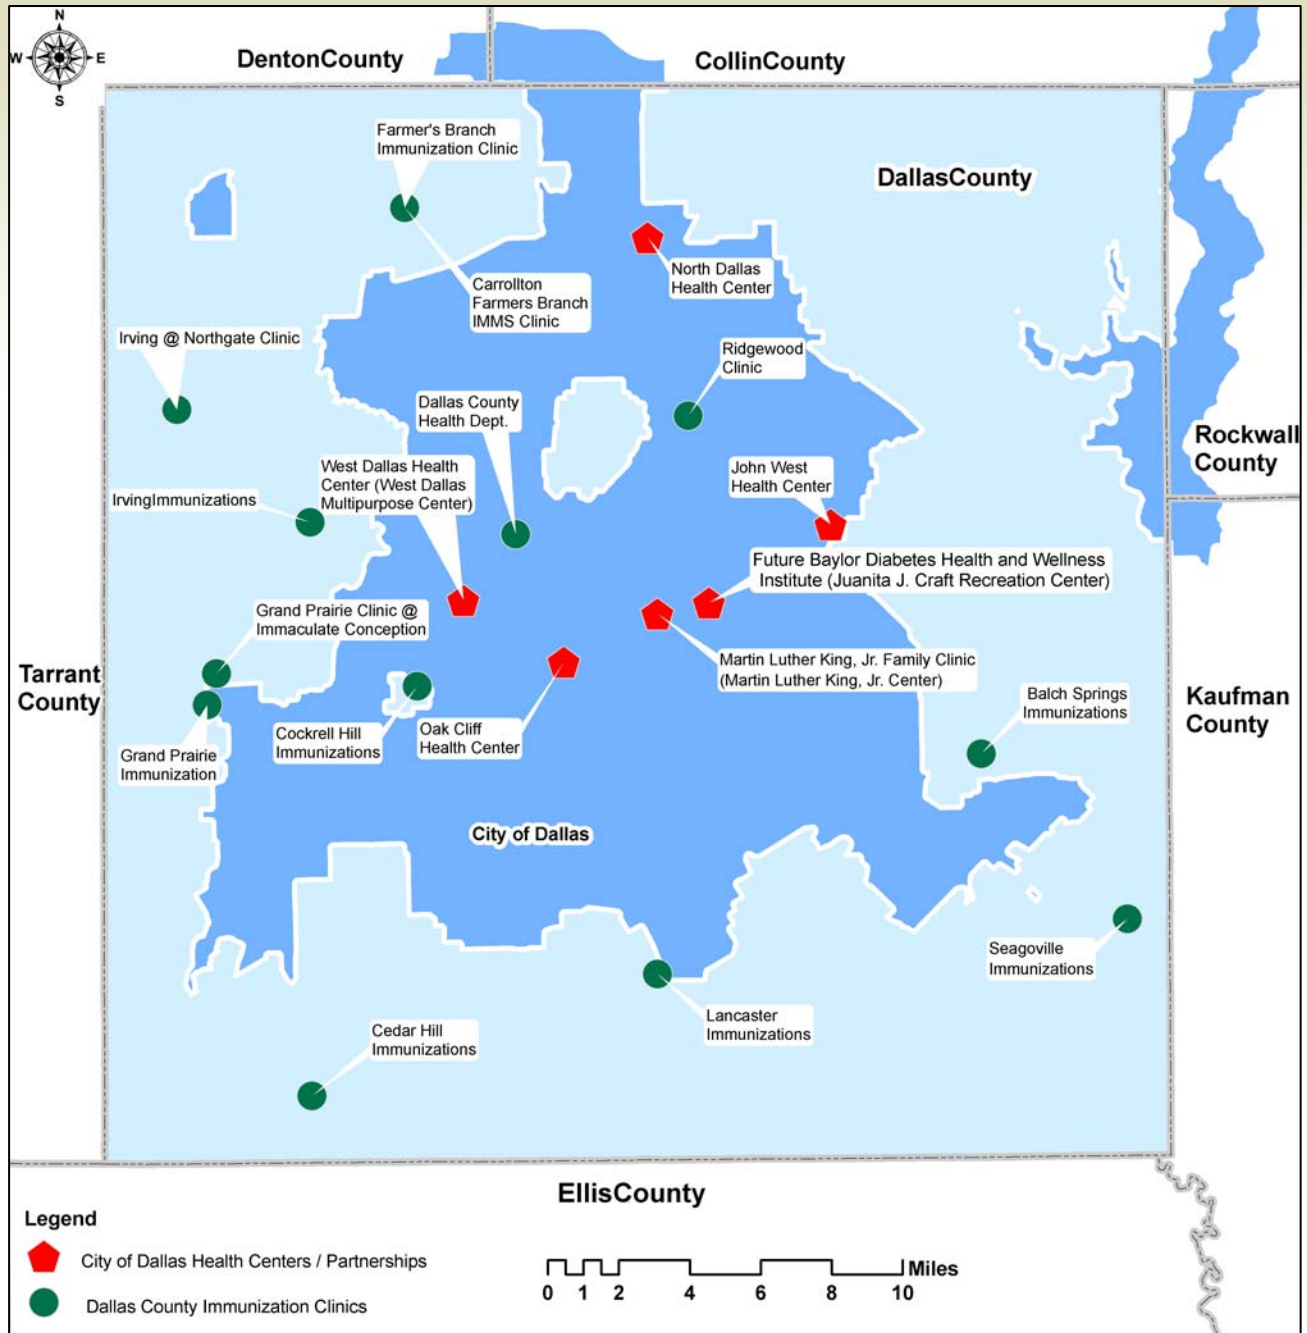 N
W
E
S
DentonCounty
CollinCounty
Farmer's Branch
Immunization Clinic
DallasCounty
North Dallas
Health Center
Carrollton
Farmers Branch
IMMS Clinic
Irving @ Northgate Clinic
Ridgewood
Clinic
Dallas County
Health Dept.
Rockwall
County
West Dallas Health
Center (West Dallas
Multipurpose Center)
John West
Health Center
IrvingImmunizations
Future Baylor Diabetes Health and Wellness
Institute (Juanita J. Craft Recreation Center)
Grand Prairie Clinic @
Immaculate Conception
Tarrant
County
Martin Luther King, Jr. Family Clinic
(Martin Luther King, Jr. Center)
Balch Springs
Immunizations
Kaufman
County
Cockrell Hill
Immunizations
Oak Cliff
Health Center
Grand Prairie
Immunization
City of Dallas
Seagoville
Immunizations
Lancaster
Immunizations
Cedar Hill
Immunizations
EllisCounty
Legend
City of Dallas Health Centers / Partnerships
Dallas County Immunization Clinics
Miles
0 1 2 4 6 8 10